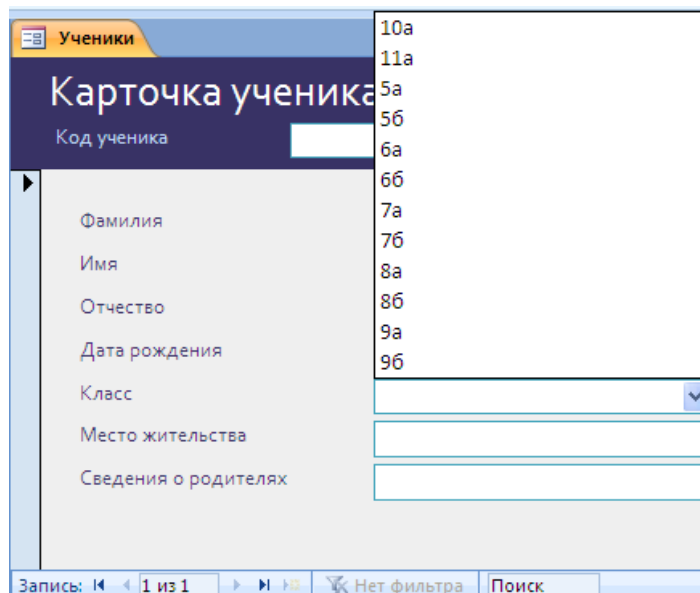 Ученики
Карточка ученика
Код ученика
10а
11а
5а
5б
6а
6б
7а
7б
8а
8б
9а
9б
Фамилия
Имя
Отчество
Дата рождения
Класс
Место жительства
Сведения о родителях
Запись: 1 из 1 Нет фильтра Поиск